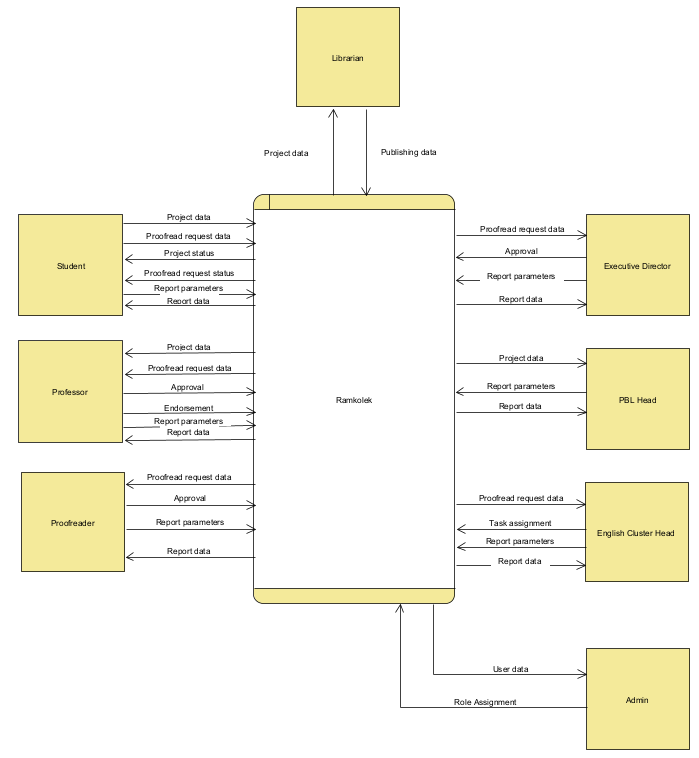 Librarian
Project data
Publishing data
Student
Project data
Proofread request data
Project status
Proofread request status
Report parameters
Report data
Executive Director
Proofread request data
Approval
Report parameters
Report data
Professor
Project data
Proofread request data
Approval
Endorsement
Report parameters
Report data
Ramkolek
PBL Head
Project data
Report parameters
Report data
Proofreader
Proofread request data
Approval
Report parameters
Report data
English Cluster Head
Proofread request data
Task assignment
Report parameters
Report data
User data
Role Assignment
Admin